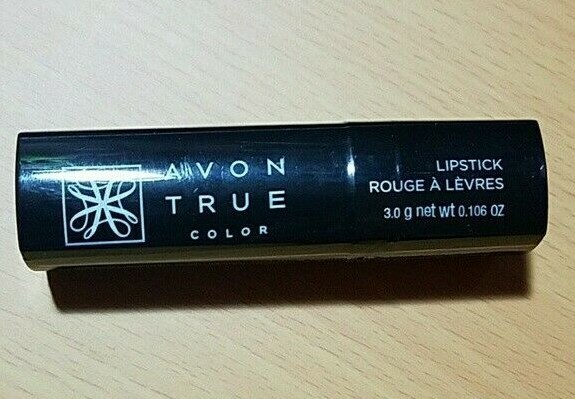 AVON
TRUE
COLOR
LIPSTICK
ROUGE À LÈVRES
3.0 g net wt 0.106 OZ